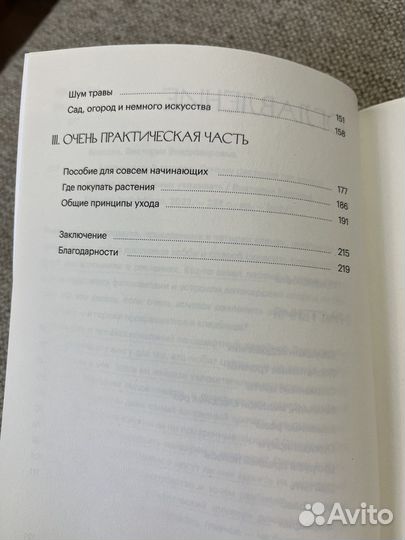 Шум травы 151
Сад, огород и немного искусства 158
III. ОЧЕНЬ ПРАКТИЧЕСКАЯ ЧАСТЬ
Пособие для совсем начинающих 177
Где покупать растения 186
Общие принципы ухода 191
Заключение 215
Благодарности 219
Avito